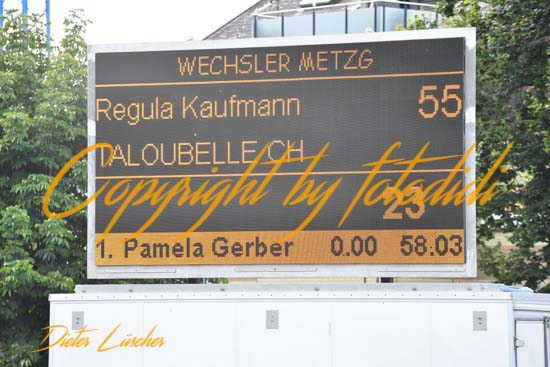 WECHSLER METZG
Regula Kaufmann 55
TALOUBELLE CH
Copyright by fotodidi
23
1. Pamela Gerber 0.00 58.03
Dieter Lüscher